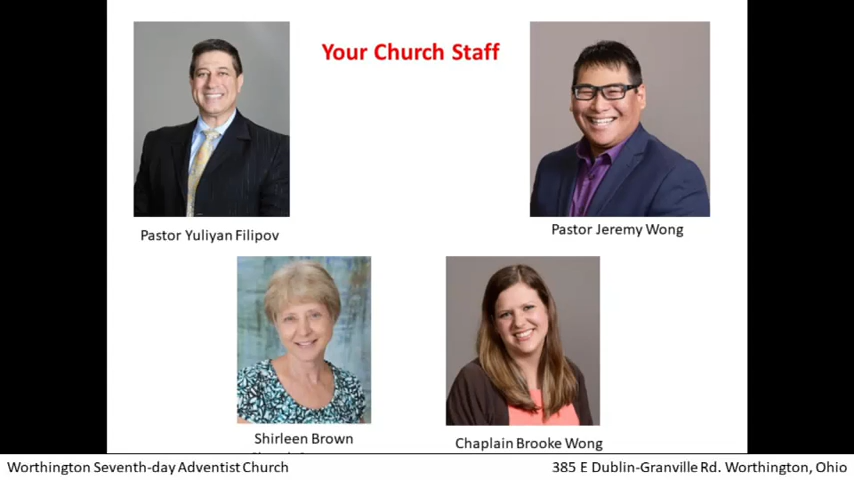 Your Church Staff
Pastor Yuliyan Filipov
Pastor Jeremy Wong
Shirleen Brown
Chaplain Brooke Wong
Worthington Seventh-day Adventist Church
385 E Dublin-Granville Rd. Worthington, Ohio